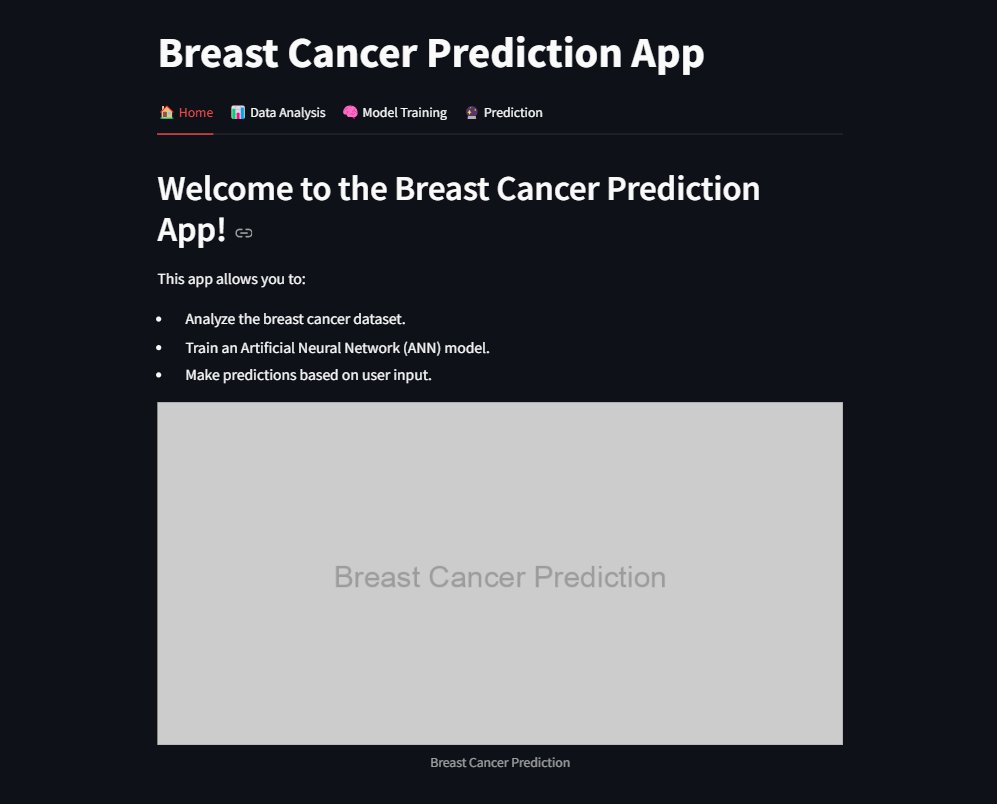 Breast Cancer Prediction App
🏠 Home 📊 Data Analysis 🧠 Model Training 🔮 Prediction
Welcome to the Breast Cancer Prediction
App!
This app allows you to:
• Analyze the breast cancer dataset.
• Train an Artificial Neural Network (ANN) model.
• Make predictions based on user input.
Breast Cancer Prediction
Breast Cancer Prediction